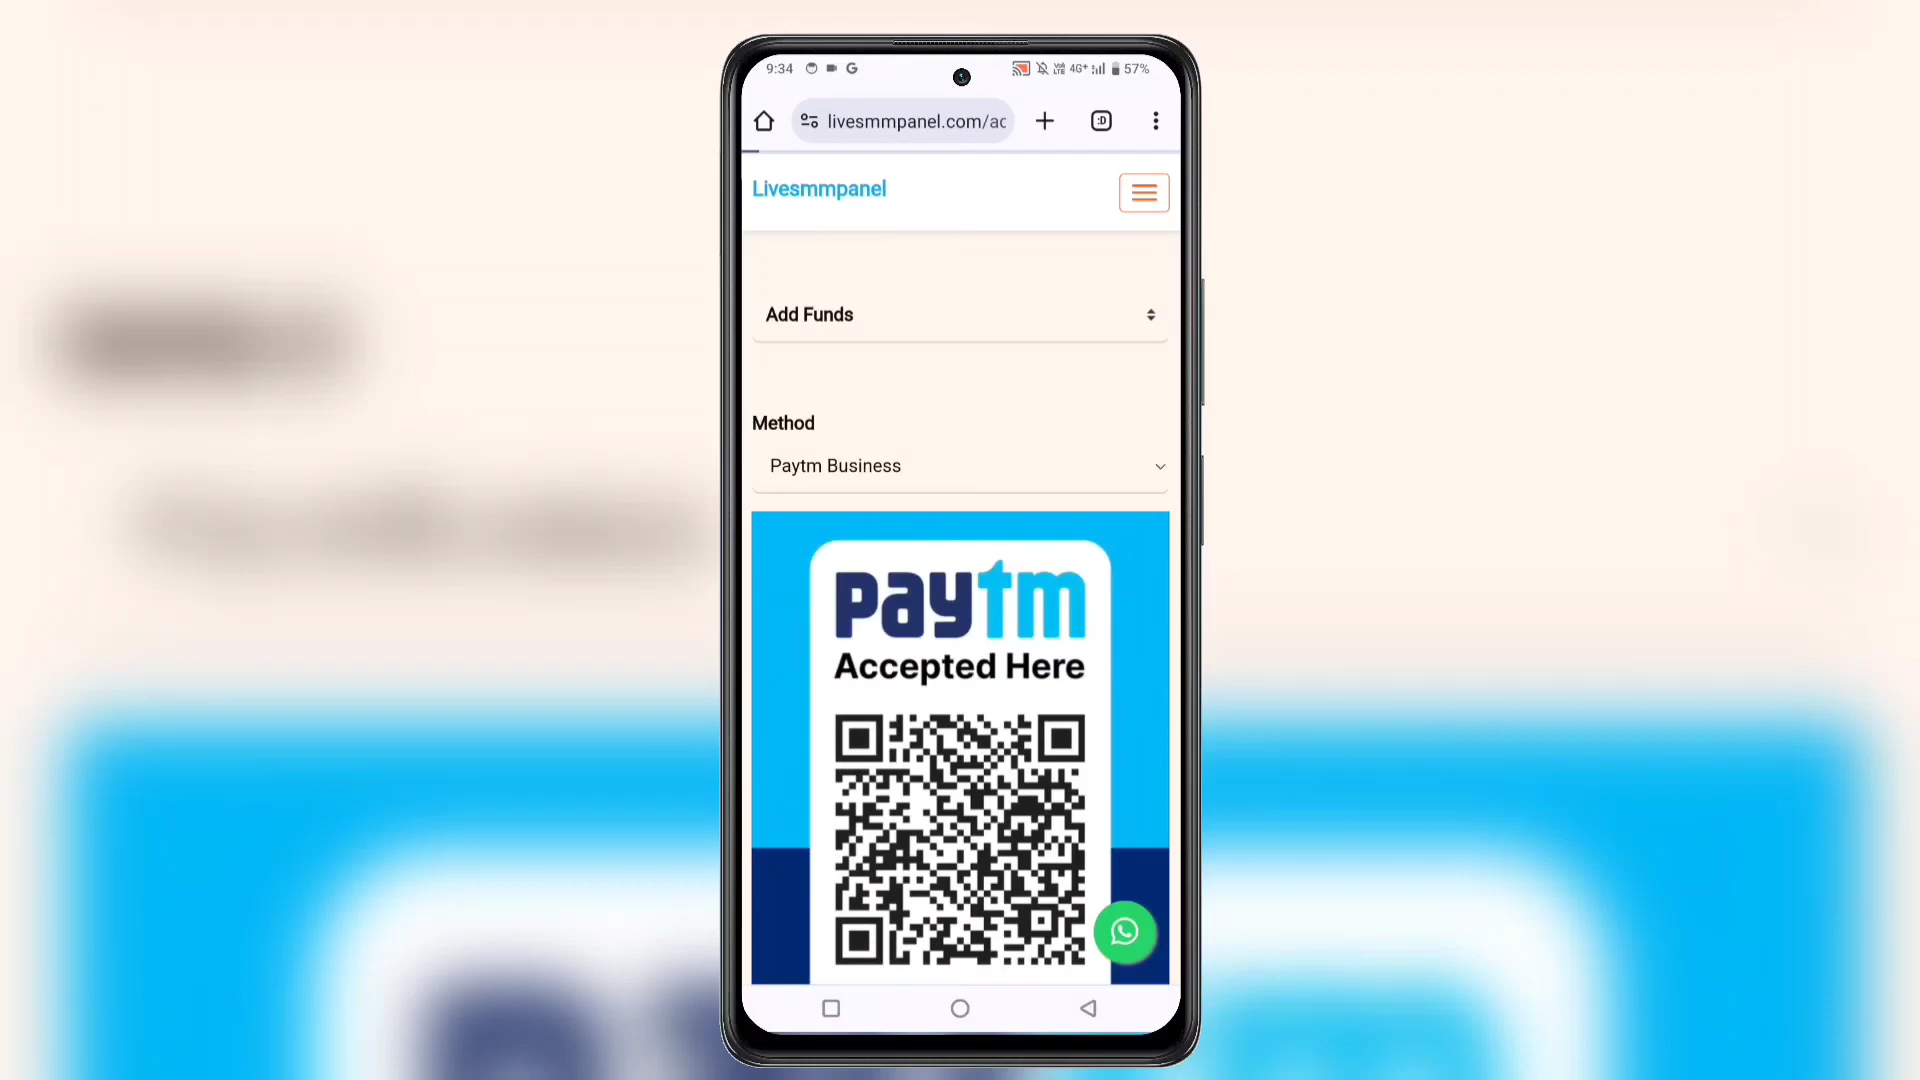 9:34
4G+ 57%
livesmmpanel.com/ac
Livesmmpanel
Add Funds
Method
Paytm Business
paytm
Accepted Here